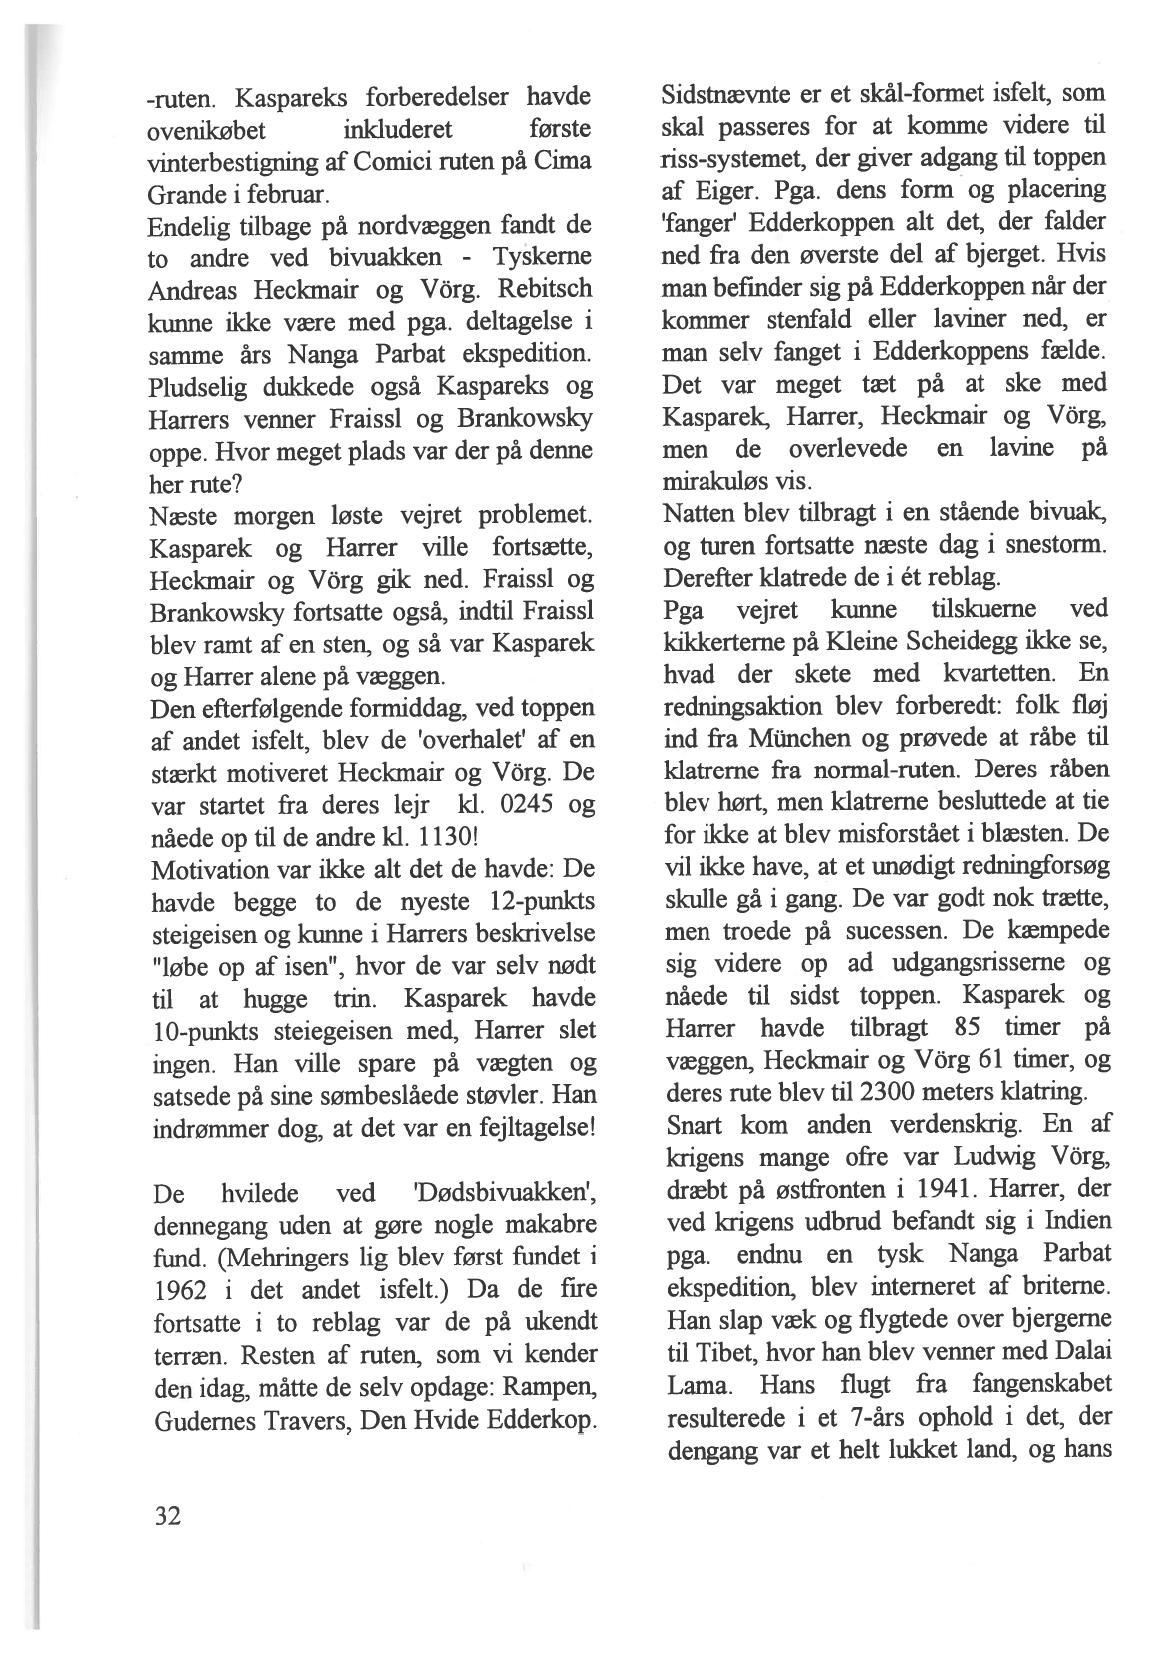 -ruten. Kaspareks forberedelser havde
ovenikøbet inkluderet første
vinterbestigning af Comici ruten på Cima
Grande i februar.
Endelig tilbage på nordvæggen fandt de
to andre ved bivuakken - Tyskerne
Andreas Heckmair og Vörg. Rebitsch
kunne ikke være med pga. deltagelse i
samme års Nanga Parbat ekspedition.
Pludselig dukkede også Kaspareks og
Harrers venner Fraissl og Brankowsky
oppe. Hvor meget plads var der på denne
her rute?
Næste morgen løste vejret problemet.
Kasparek og Harrer ville fortsætte,
Heckmair og Vörg gik ned. Fraissl og
Brankowsky fortsatte også, indtil Fraissl
blev ramt af en sten, og så var Kasparek
og Harrer alene på væggen.
Den efterfølgende formiddag, ved toppen
af andet isfelt, blev de 'overhalet' af en
stærkt motiveret Heckmair og Vörg. De
var startet fra deres lejr kl. 0245 og
nåede op til de andre kl. 1130!
Motivation var ikke alt det de havde: De
havde begge to de nyeste 12-punkts
steigeisen og kunne i Harrers beskrivelse
"løbe op af isen", hvor de var selv nødt
til at hugge trin. Kasparek havde
10-punkts steiegeisen med, Harrer slet
ingen. Han ville spare på vægten og
satsede på sine sømbeslåede støvler. Han
indrømmer dog, at det var en fejltagelse!
De hvilede ved 'Dødsbivuakken',
dennegang uden at gøre nogle makabre
fund. (Mehringers lig blev først fundet i
1962 i det andet isfelt.) Da de fire
fortsatte i to reblag var de på ukendt
terræn. Resten af ruten, som vi kender
den idag, måtte de selv opdage: Rampen,
Gudernes Travers, Den Hvide Edderkop.
Sidstnævnte er et skål-formet isfelt, som
skal passeres for at komme videre til
riss-systemet, der giver adgang til toppen
af Eiger. Pga. dens form og placering
'fanger' Edderkoppen alt det, der falder
ned fra den øverste del af bjerget. Hvis
man befinder sig på Edderkoppen når der
kommer stenfald eller laviner ned, er
man selv fanget i Edderkoppens fælde.
Det var meget tæt på at ske med
Kasparek, Harrer, Heckmair og Vörg,
men de overlevede en lavine på
mirakuløs vis.
Natten blev tilbragt i en stående bivuak,
og turen fortsatte næste dag i snestorm.
Derefter klatrede de i ét reblag.
Pga vejret kunne tilskuerne ved
kikkerterne på Kleine Scheidegg ikke se,
hvad der skete med kvartetten. En
redningsaktion blev forberedt: folk fløj
ind fra München og prøvede at råbe til
klatrerne fra normal-ruten. Deres råben
blev hørt, men klatrerne besluttede at tie
for ikke at blev misforstået i blæsten. De
vil ikke have, at et unødigt redningforsøg
skulle gå i gang. De var godt nok trætte,
men troede på sucessen. De kæmpede
sig videre op ad udgangsrisserne og
nåede til sidst toppen. Kasparek og
Harrer havde tilbragt 85 timer på
væggen, Heckmair og Vörg 61 timer, og
deres rute blev til 2300 meters klatring.
Snart kom anden verdenskrig. En af
krigens mange ofre var Ludwig Vörg,
dræbt på østfronten i 1941. Harrer, der
ved krigens udbrud befandt sig i Indien
pga. endnu en tysk Nanga Parbat
ekspedition, blev interneret af briterne.
Han slap væk og flygtede over bjergerne
til Tibet, hvor han blev venner med Dalai
Lama. Hans flugt fra fangenskabet
resulterede i et 7-års ophold i det, der
dengang var et helt lukket land, og hans
32